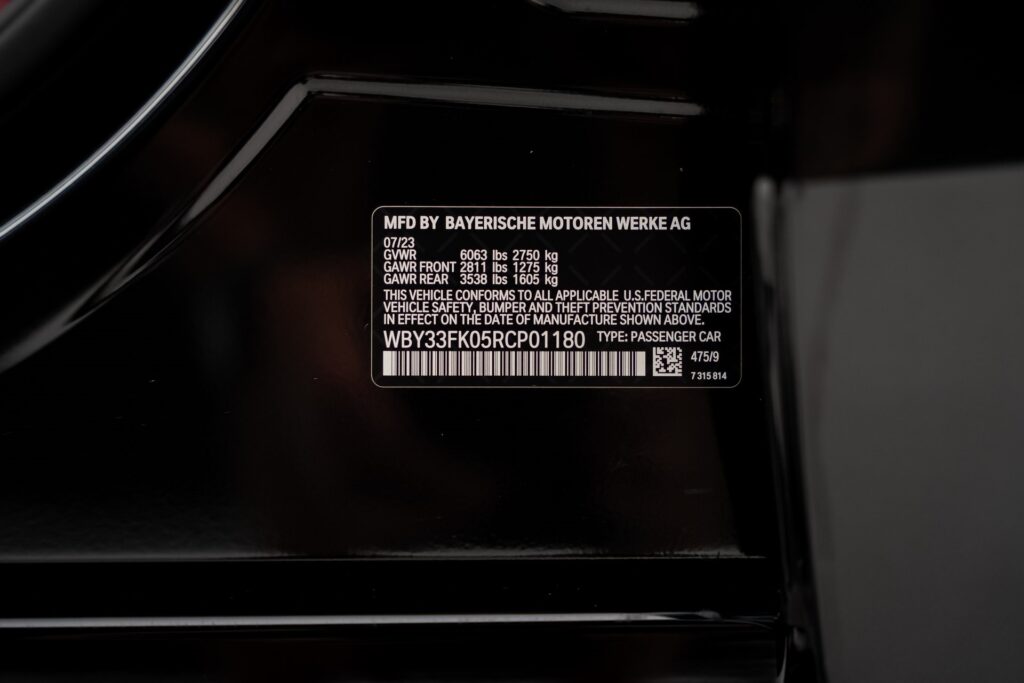 MFD BY BAYERISCHE MOTOREN WERKE AG
07/23
GVWR 6063 lbs 2750 kg
GAWR FRONT 2811 lbs 1275 kg
GAWR REAR 3538 lbs 1605 kg
THIS VEHICLE CONFORMS TO ALL APPLICABLE U.S.FEDERAL MOTOR
VEHICLE SAFETY, BUMPER AND THEFT PREVENTION STANDARDS
IN EFFECT ON THE DATE OF MANUFACTURE SHOWN ABOVE.
WBY33FK05RCP01180 TYPE: PASSENGER CAR
475/9
7 315 814